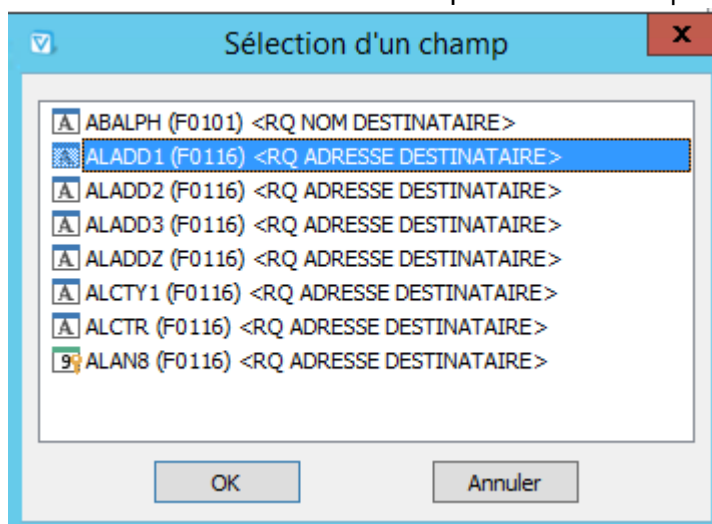 Sélection d'un champ
x
A ABALPH (F0101) <RQ NOM DESTINATAIRE>
A ALADD1 (F0116) <RQ ADRESSE DESTINATAIRE>
A ALADD2 (F0116) <RQ ADRESSE DESTINATAIRE>
A ALADD3 (F0116) <RQ ADRESSE DESTINATAIRE>
A ALADDZ (F0116) <RQ ADRESSE DESTINATAIRE>
A ALCTY1 (F0116) <RQ ADRESSE DESTINATAIRE>
A ALCTR (F0116) <RQ ADRESSE DESTINATAIRE>
9 ALAN8 (F0116) <RQ ADRESSE DESTINATAIRE>
OK Annuler